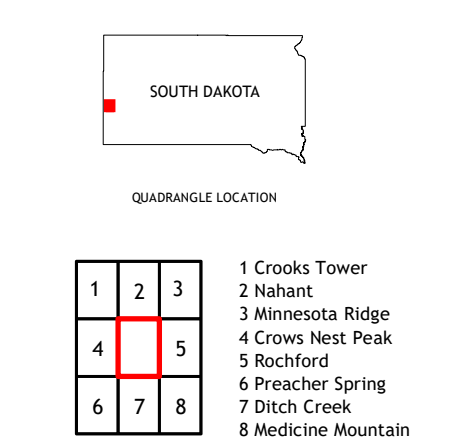 SOUTH DAKOTA
QUADRANGLE LOCATION
1 2 3
4 5
6 7 8
1 Crooks Tower
2 Nahant
3 Minnesota Ridge
4 Crows Nest Peak
5 Rochford
6 Preacher Spring
7 Ditch Creek
8 Medicine Mountain